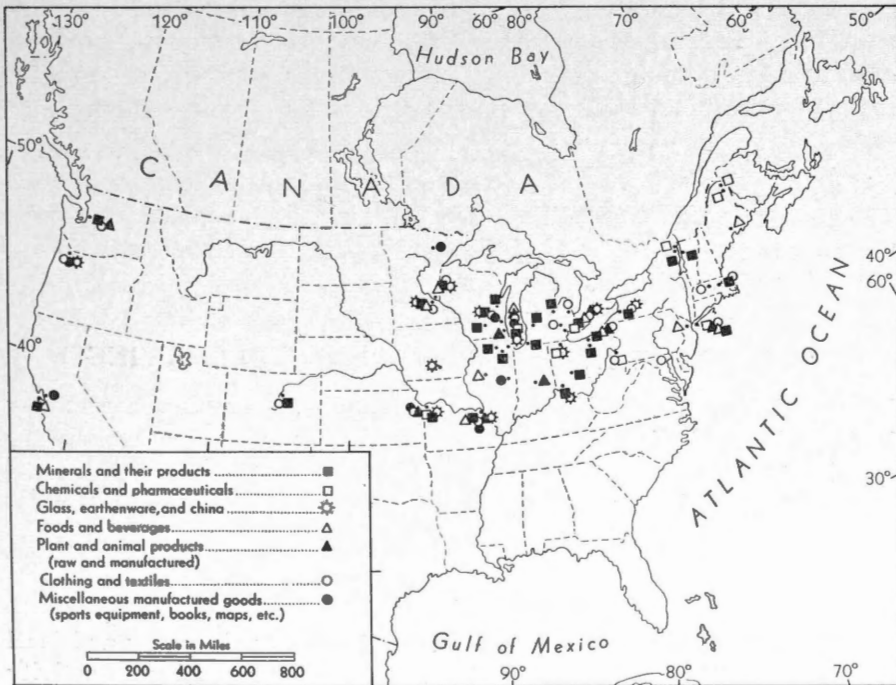 130° 120° 110° 100° 90° 60° 80° 70° 60° 50°
Hudson Bay
50°
CANADA
40°
60°
40°
ATLANTIC OCEAN
30°
Minerals and their products
Chemicals and pharmaceuticals
Glass, earthenware, and china
Foods and beverages
Plant and animal products
(raw and manufactured)
Clothing and textiles
Miscellaneous manufactured goods
(sports equipment, books, maps, etc.)
Scale in Miles
0 200 400 600 800
Gulf of Mexico
90° 80° 70°